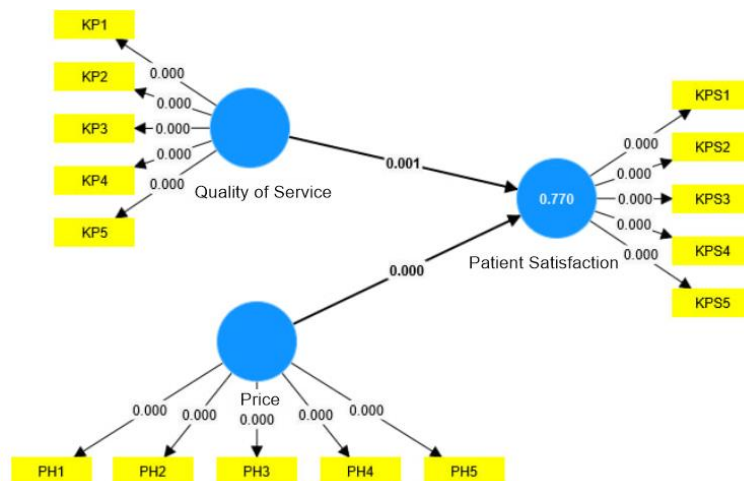 KP1
0.000
KP2
0.000
KP3
0.000
KP4
0.000
KP5
0.000
Quality of Service
0.001
0.000
0.770
Patient Satisfaction
KPS1
0.000
KPS2
0.000
KPS3
0.000
KPS4
0.000
KPS5
0.000
Price
0.000
0.000
0.000
0.000
0.000
PH1
PH2
PH3
PH4
PH5